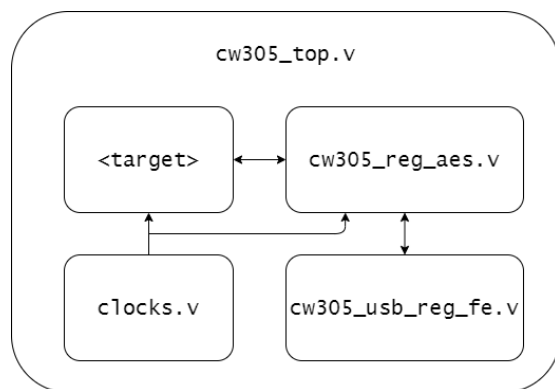 cw305_top.v
<target>
cw305_reg_aes.v
clocks.v
cw305_usb_reg_fe.v